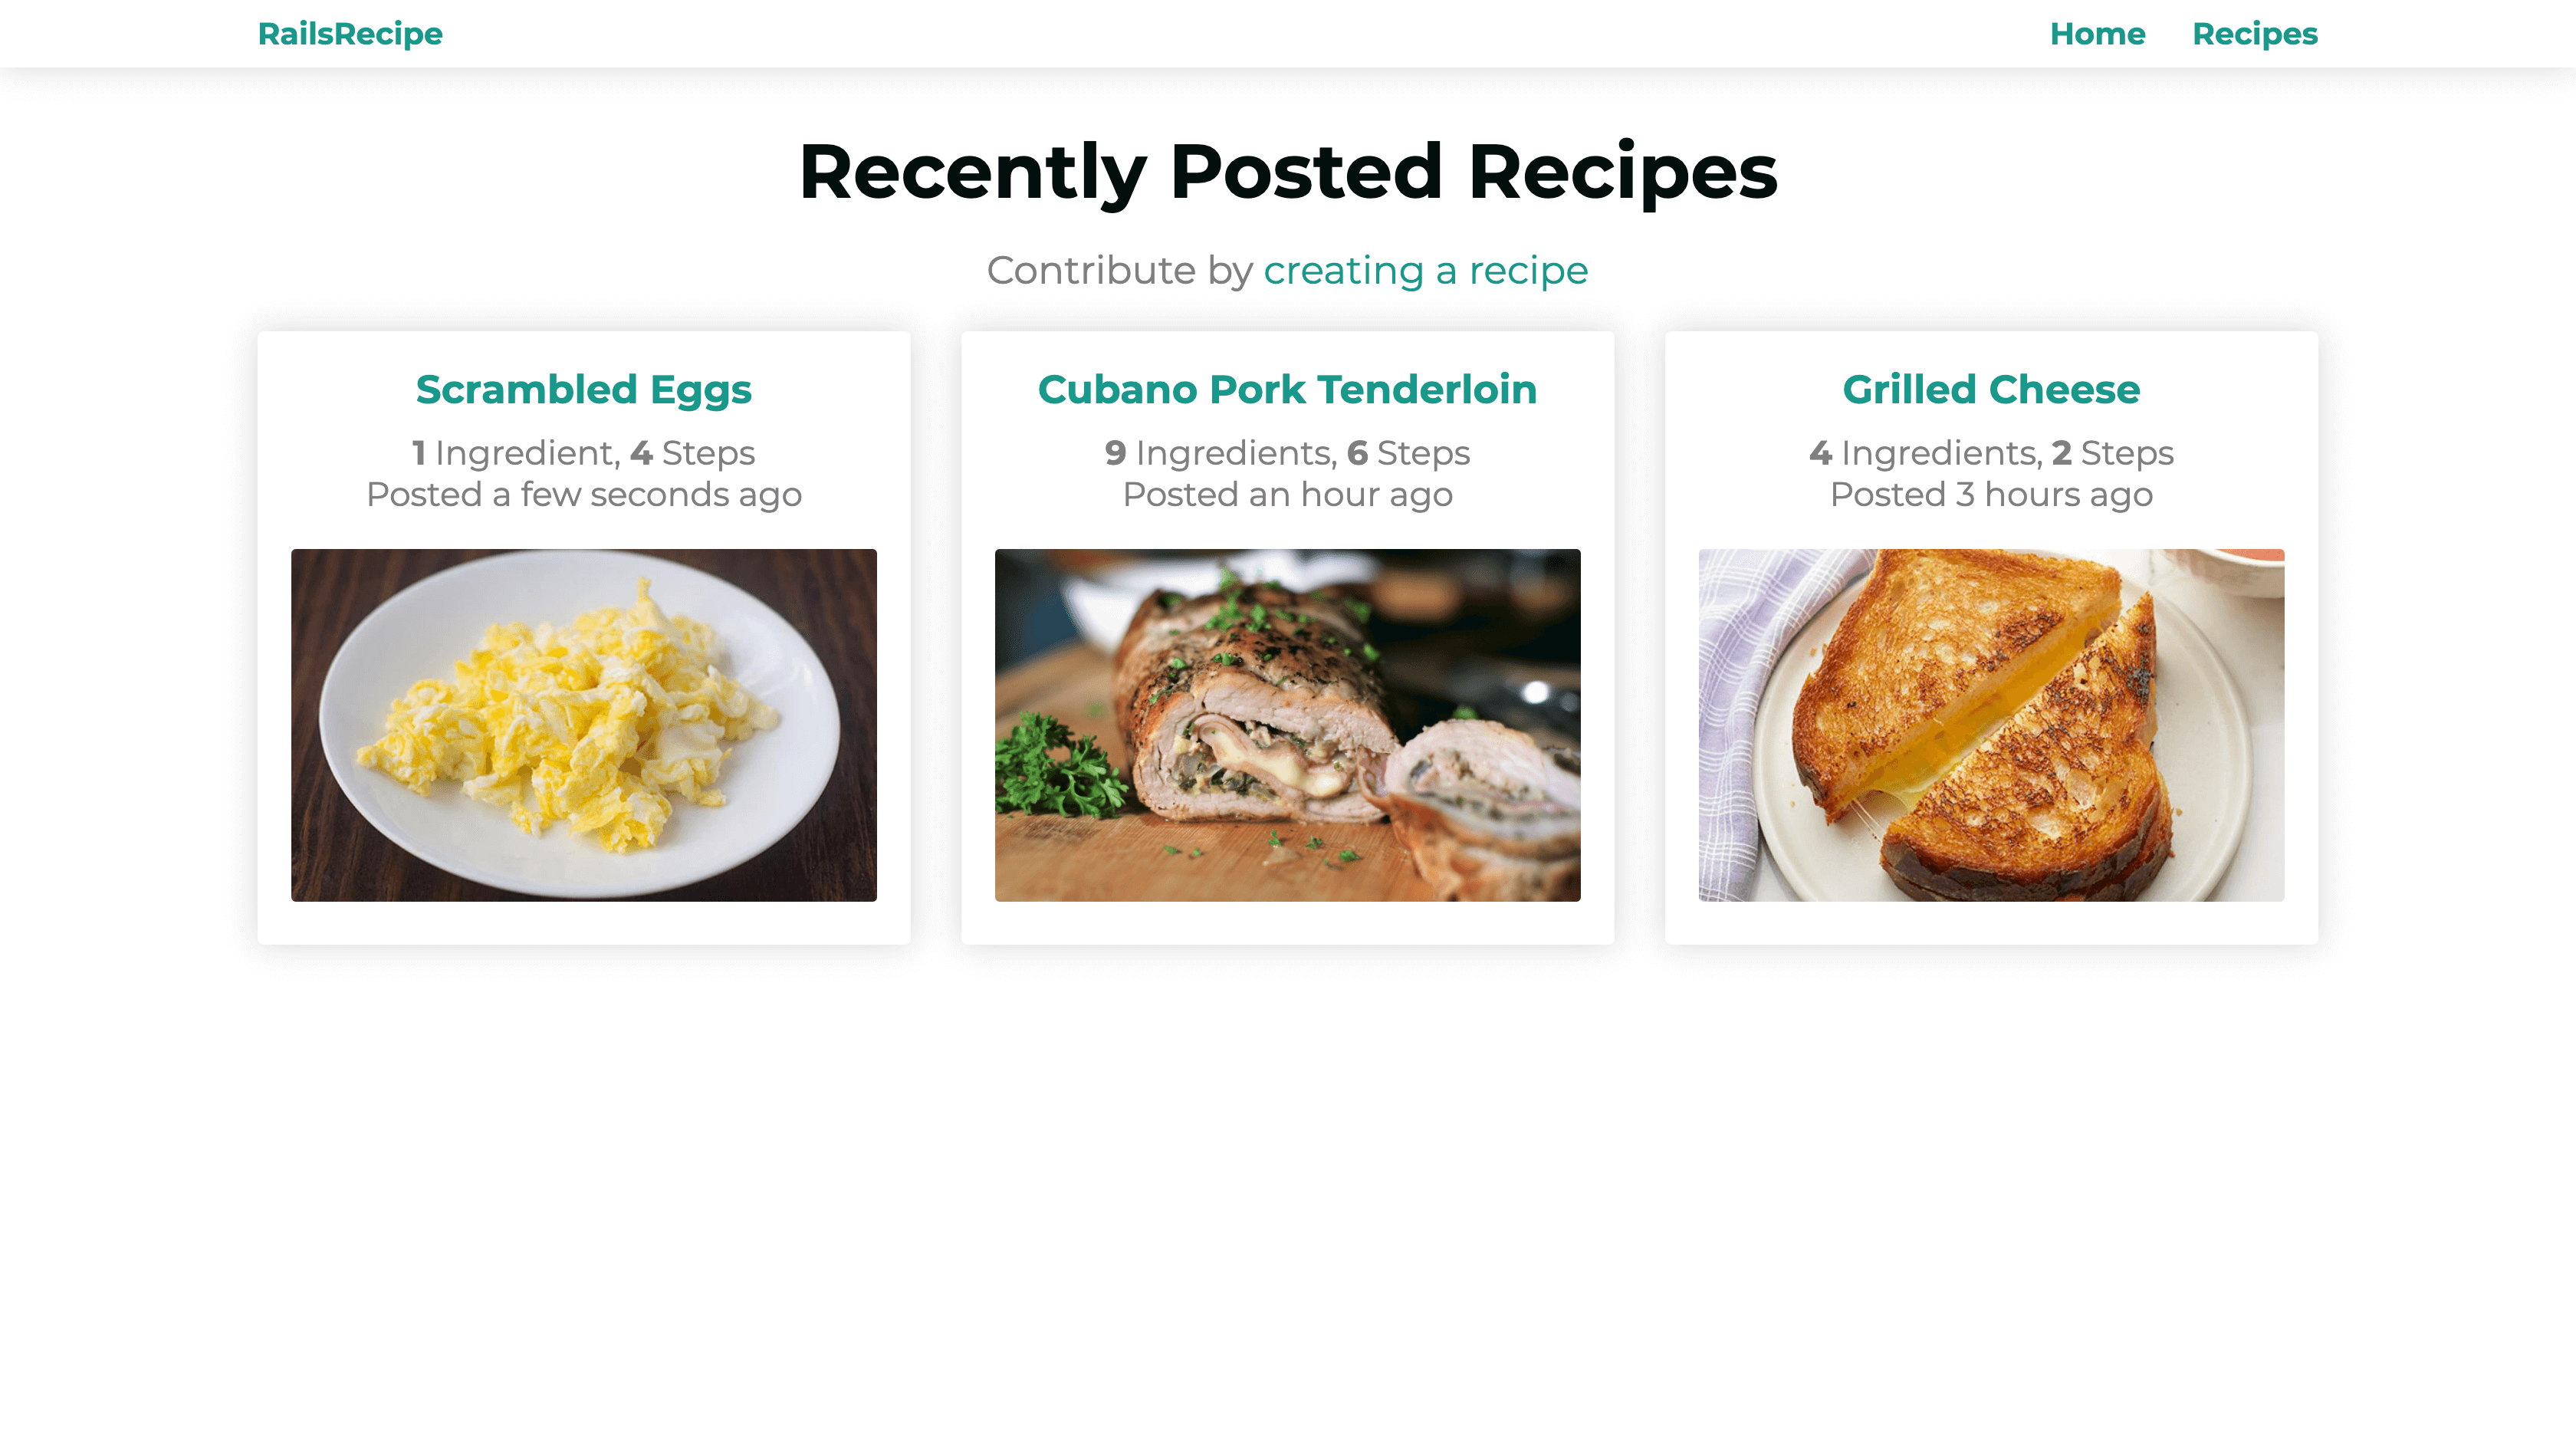 RailsRecipe
Home Recipes
Recently Posted Recipes
Contribute by creating a recipe
Scrambled Eggs
1 Ingredient, 4 Steps
Posted a few seconds ago
Cubano Pork Tenderloin
9 Ingredients, 6 Steps
Posted an hour ago
Grilled Cheese
4 Ingredients, 2 Steps
Posted 3 hours ago